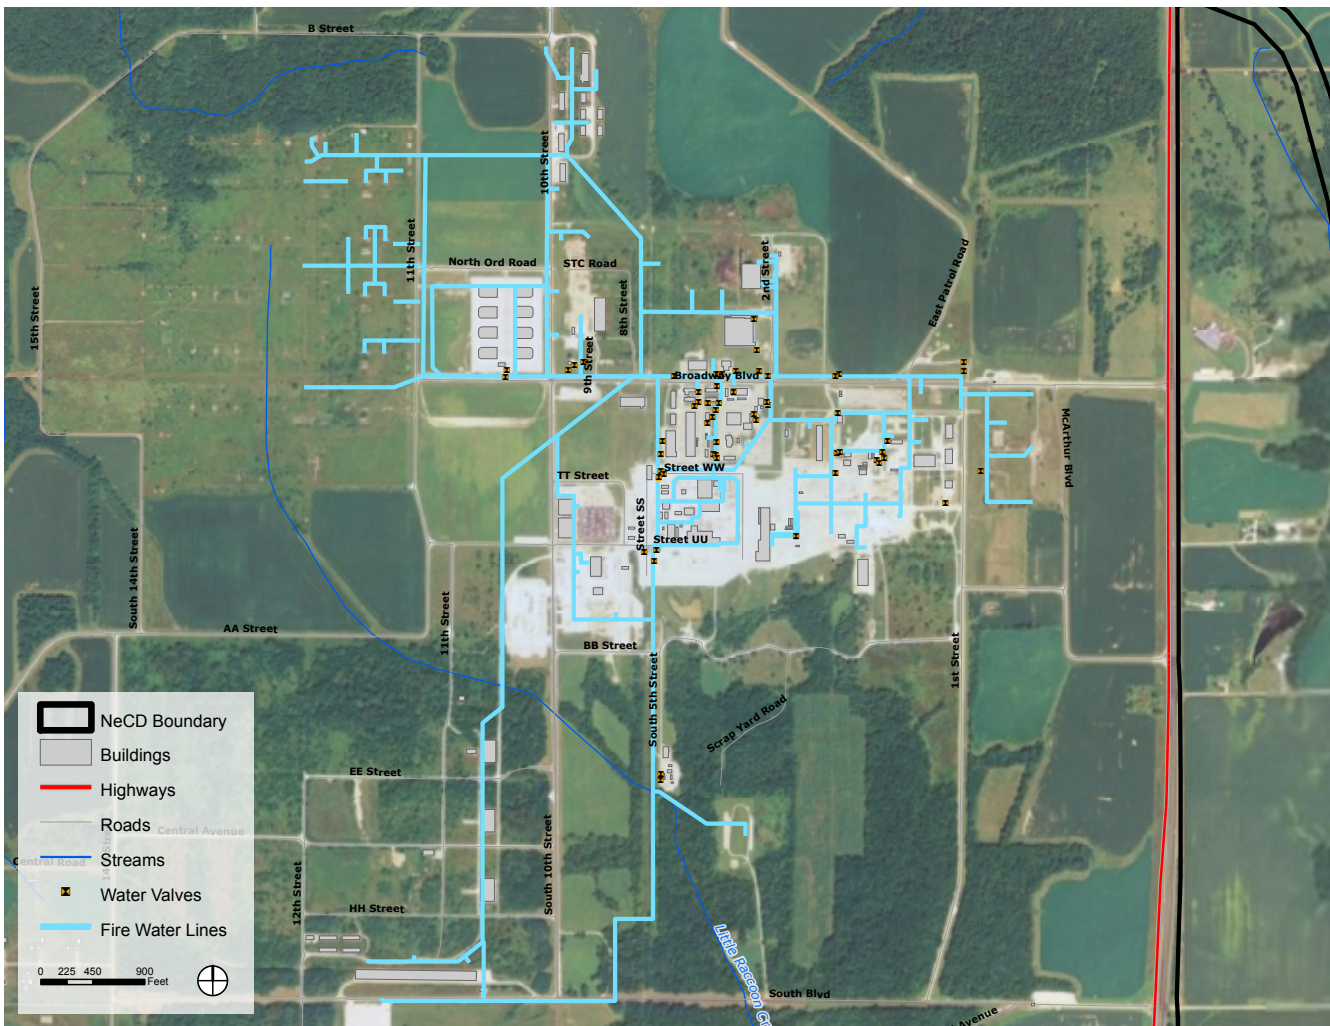 B Street
10th Street
11th Street
North Ord Road
STC Road
2nd Street
East Patrol Road
15th Street
8th Street
9th Street
Broadway Blvd
McArthur Blvd
Street WW
TT Street
Street SS
Street UU
South 14th Street
AA Street
11th Street
BB Street
1st Street
South 5th Street
Scrap Yard Road
EE Street
Central Avenue
Central Road
South 10th Street
12th Street
HH Street
Little Raccoon Cr
South Blvd
Avenue
NeCD Boundary
Buildings
Highways
Roads
Streams
Water Valves
Fire Water Lines
0 225 450 900
Feet